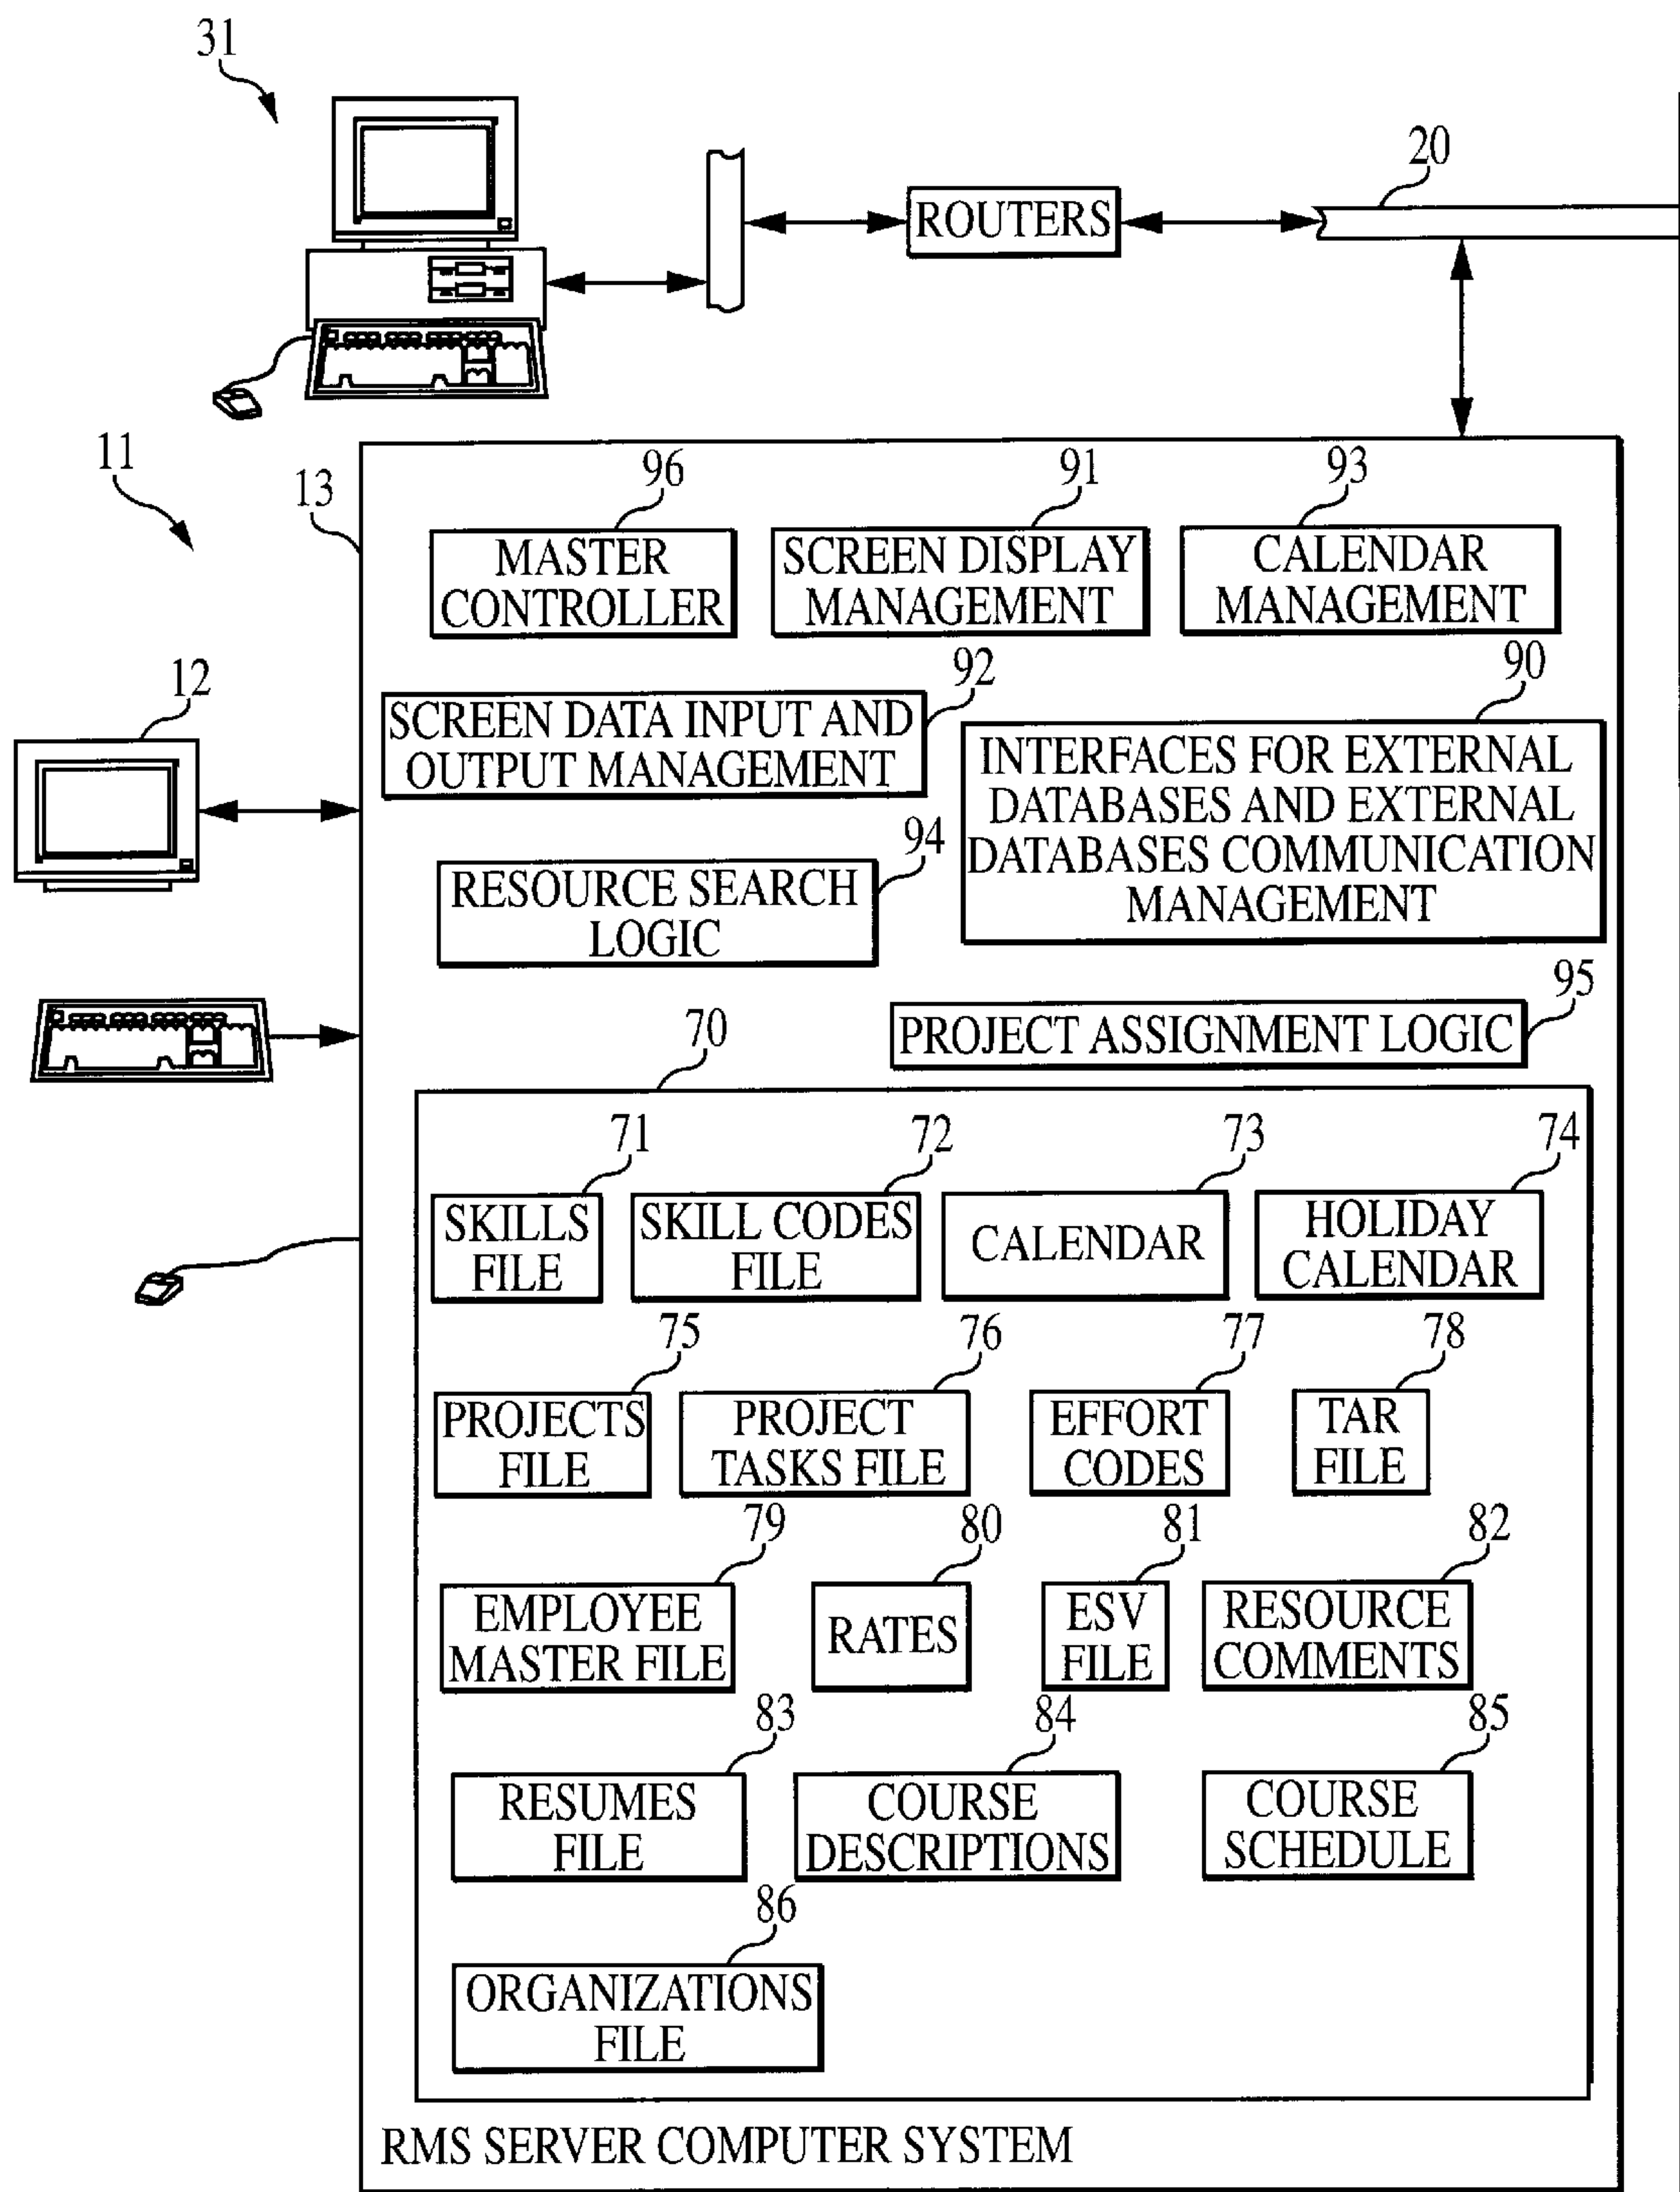 31
20
ROUTERS
11
13
96
91
93
MASTER
CONTROLLER
SCREEN DISPLAY
MANAGEMENT
CALENDAR
MANAGEMENT
12
92
90
SCREEN DATA INPUT AND
OUTPUT MANAGEMENT
INTERFACES FOR EXTERNAL
DATABASES AND EXTERNAL
DATABASES COMMUNICATION
MANAGEMENT
94
RESOURCE SEARCH
LOGIC
95
PROJECT ASSIGNMENT LOGIC
70
71
72
73
74
SKILLS
FILE
SKILL CODES
FILE
CALENDAR
HOLIDAY
CALENDAR
75
76
77
78
PROJECTS
FILE
PROJECT
TASKS FILE
EFFORT
CODES
TAR
FILE
79
80
81
82
EMPLOYEE
MASTER FILE
RATES
ESV
FILE
RESOURCE
COMMENTS
83
84
85
RESUMES
FILE
COURSE
DESCRIPTIONS
COURSE
SCHEDULE
86
ORGANIZATIONS
FILE
RMS SERVER COMPUTER SYSTEM